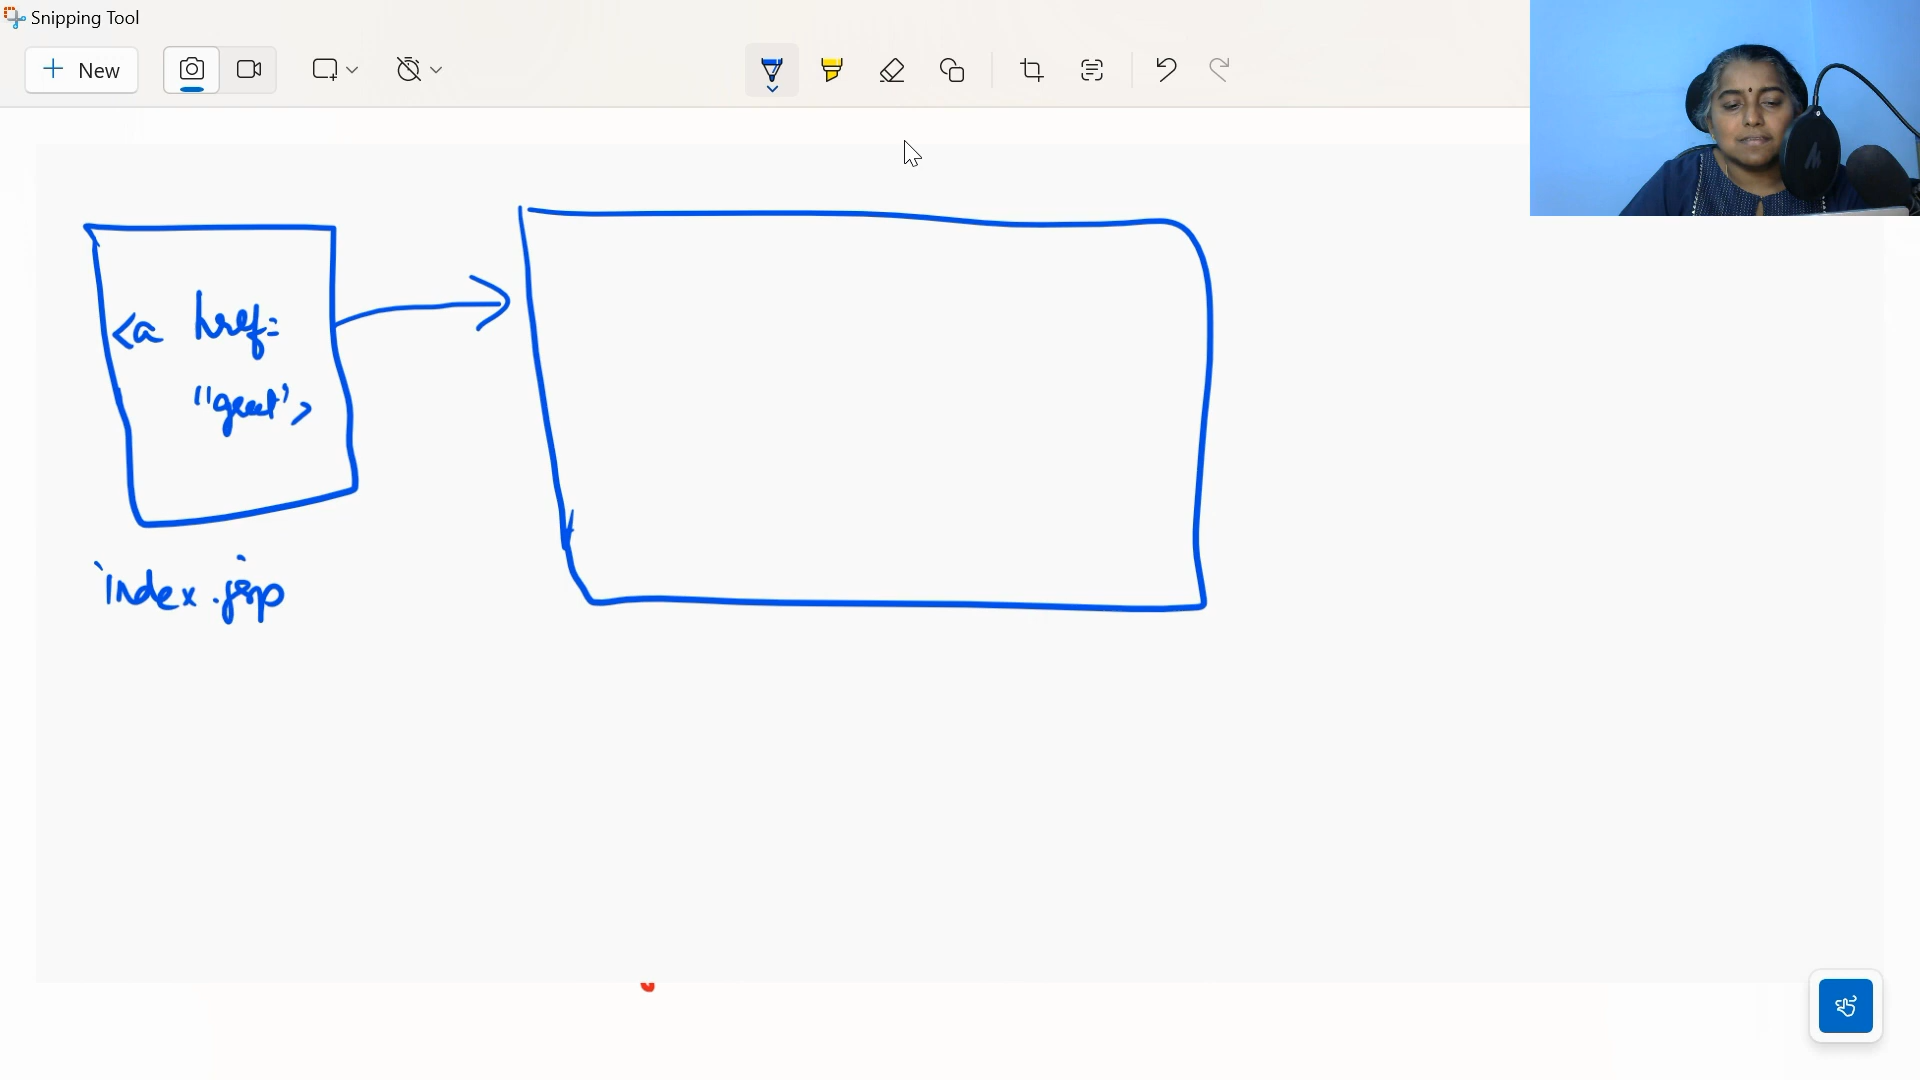 Snipping Tool
New
<a href=
"greet">
index.jsp